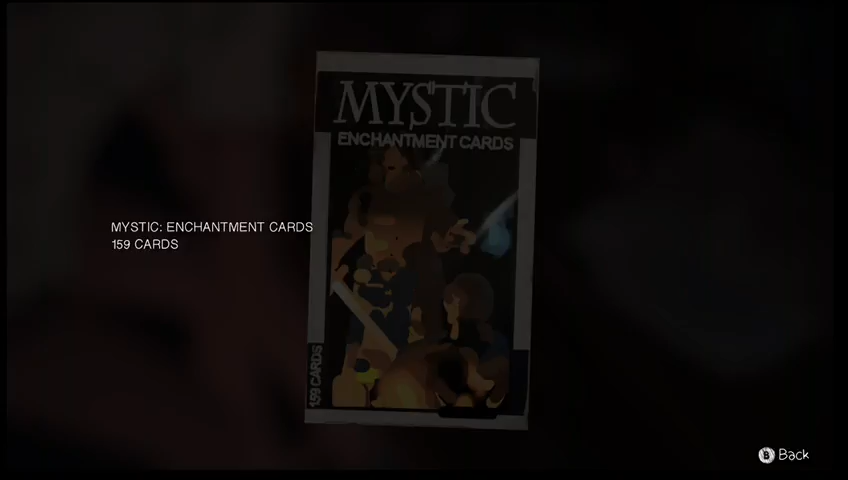 MYSTIC
ENCHANTMENT CARDS
MYSTIC: ENCHANTMENT CARDS
159 CARDS
159 CARDS
B Back